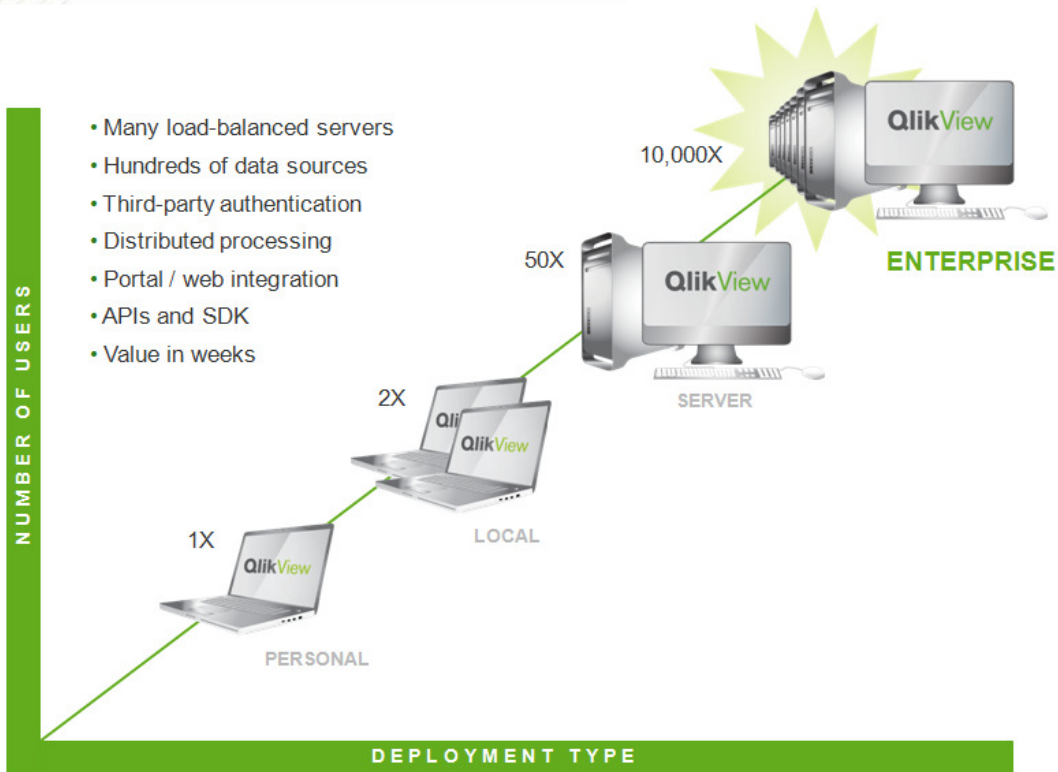 • Many load-balanced servers
• Hundreds of data sources
• Third-party authentication
• Distributed processing
• Portal / web integration
• APIs and SDK
• Value in weeks
10,000X
QlikView
ENTERPRISE
50X
QlikView
SERVER
2X
Qli
QlikView
LOCAL
1X
QlikView
PERSONAL
NUMBER OF USERS
DEPLOYMENT TYPE